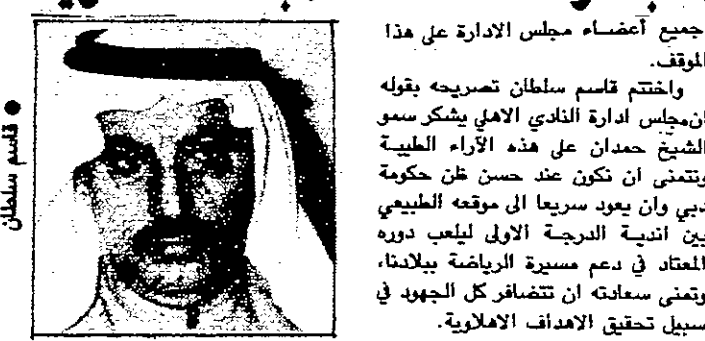 جميع أعضاء مجلس الادارة على هذا
الموقف.
واختتم قاسم سلطان تصريحه بقوله
ان مجلس ادارة النادي الاهلي يشكر سمو
الشيخ حمدان على هذه الآراء الطيبة
ونتمنى ان نكون عند حسن ظن حكومة
دبي وان يعود سريعا الى موقعه الطبيعي
بين اندية الدرجة الاولى ليلعب دوره
المعتاد في دعم مسيرة الرياضة ببلادنا،
وتمنى سعادته ان تتضافر كل الجهود في
سبيل تحقيق الاهداف الاهلاوية.
● قاسم سلطان